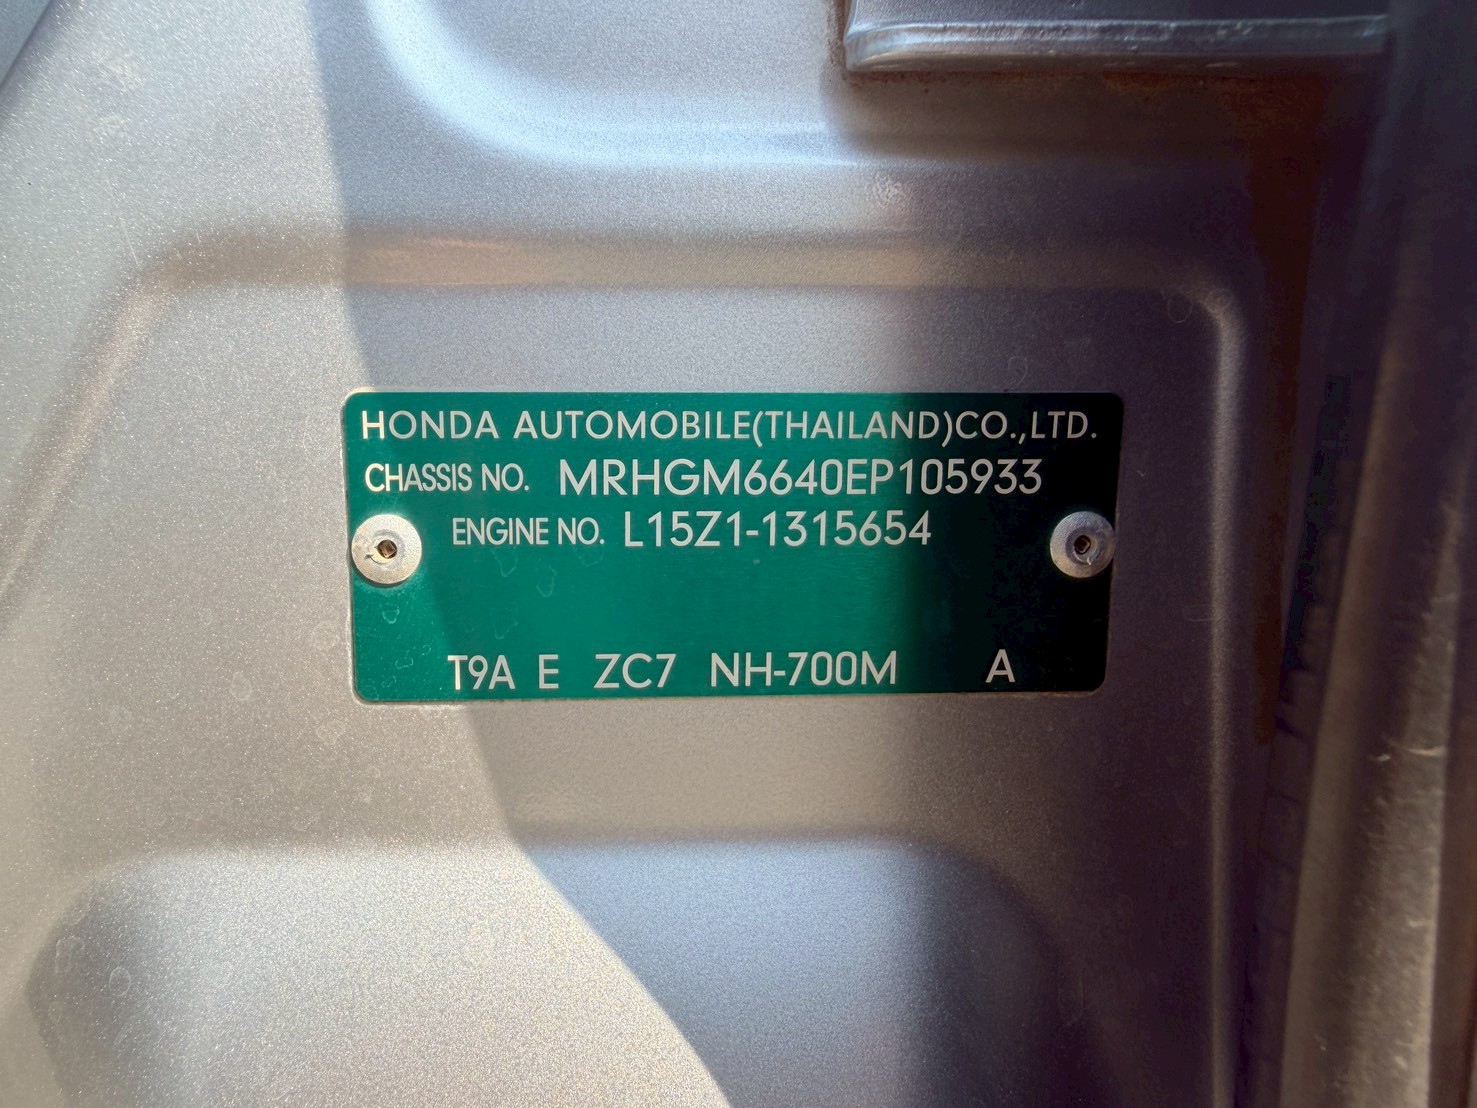 HONDA AUTOMOBILE(THAILAND)CO.,LTD.
CHASSIS NO. MRHGM6640EP105933
ENGINE NO. L15Z1-1315654
T9A E ZC7 NH-700M A